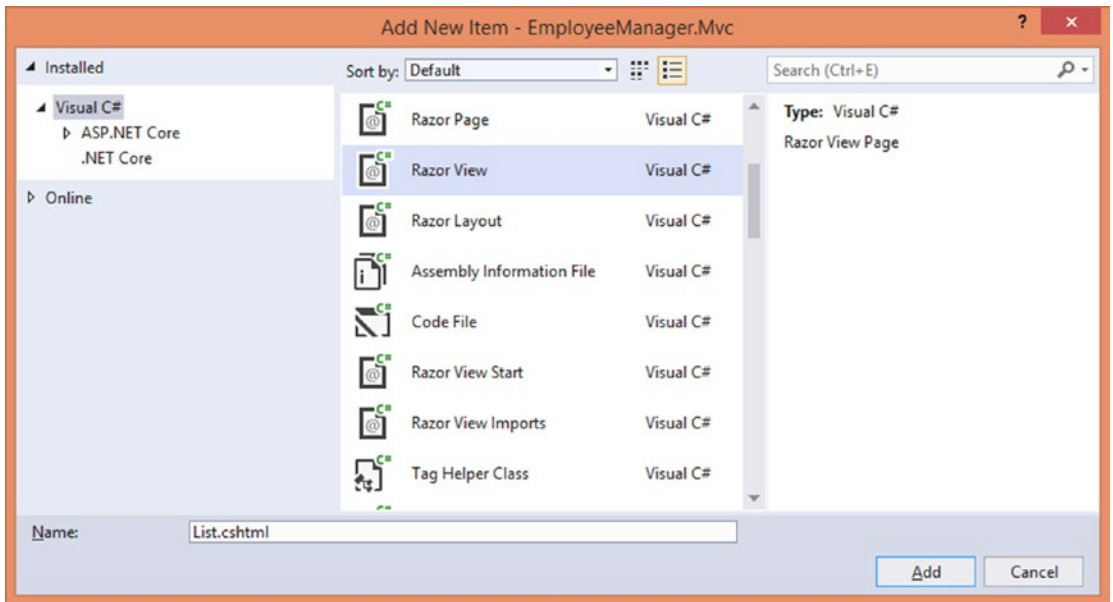 Add New Item - EmployeeManager.Mvc
? ×
Installed
Visual C#
ASP.NET Core
.NET Core
Online
Sort by: Default
Search (Ctrl+E)
C# @ Razor Page Visual C#
C# @ Razor View Visual C#
C# @ Razor Layout Visual C#
C# i Assembly Information File Visual C#
C# Code File Visual C#
C# @ Razor View Start Visual C#
C# @ Razor View Imports Visual C#
C# Tag Helper Class Visual C#
Type: Visual C#
Razor View Page
Name: List.cshtml
Add Cancel